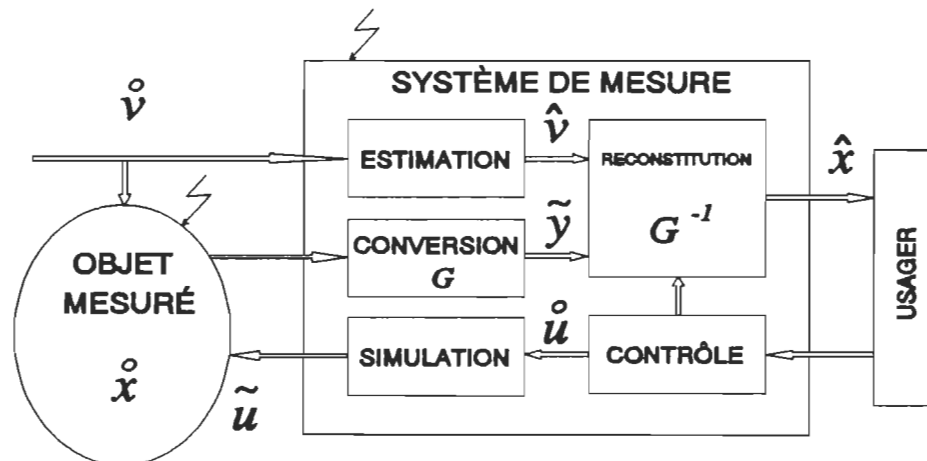 SYSTÈME DE MESURE
v̊
v̂
ESTIMATION
RECONSTITUTION
G⁻¹
x̂
OBJET
MESURÉ
x̊
CONVERSION
G
ỹ
USAGER
SIMULATION
ů
CONTRÔLE
ũ